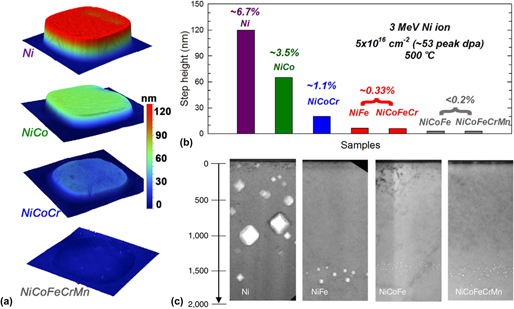 Ni
NiCo
NiCoCr
NiCoFeCrMn
nm
120
90
60
30
0
(a)
Step height (nm)
150
120
90
60
30
0
~6.7%
Ni
~3.5%
NiCo
~1.1%
NiCoCr
~0.33%
NiFe NiCoFeCr
<0.2%
NiCoFe NiCoFeCrMn
3 MeV Ni ion
5x10¹⁶ cm⁻² (~53 peak dpa)
500 ℃
(b)
Samples
0
500
1,000
1,500
2,000
Ni
NiFe
NiCoFe
NiCoFeCrMn
(c)